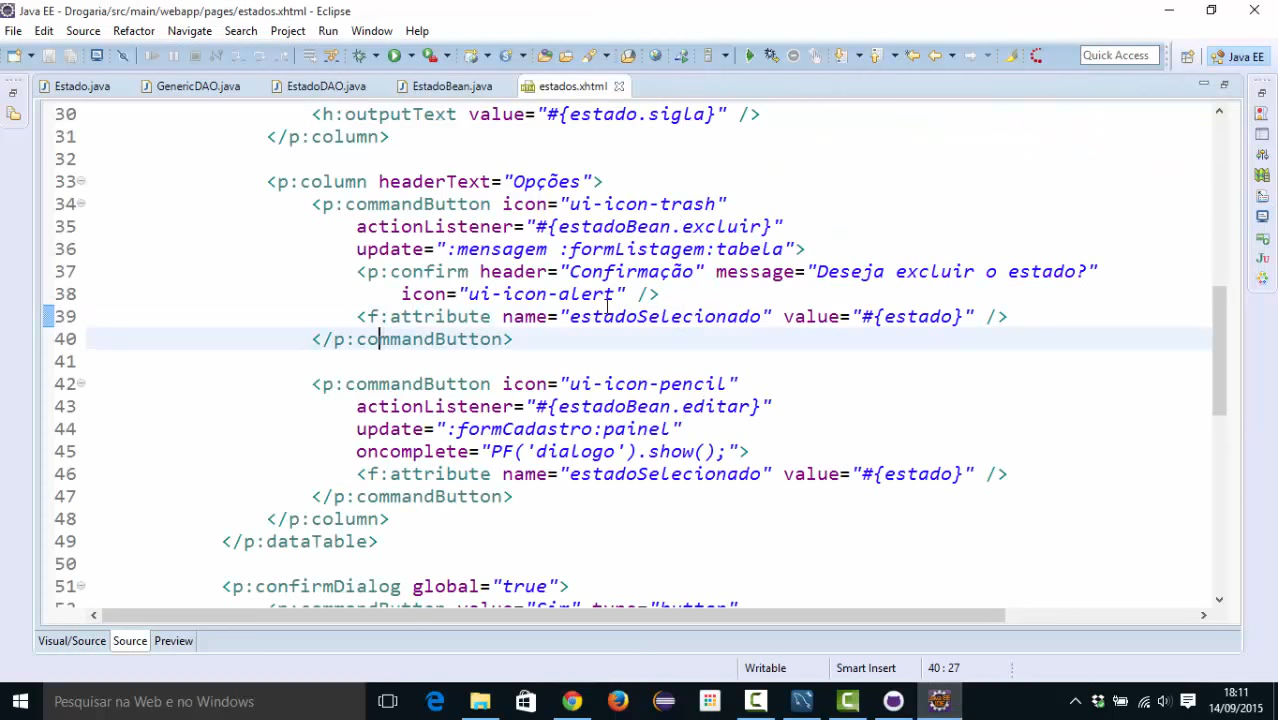 Java EE - Drogaria/src/main/webapp/pages/estados.xhtml - Eclipse
File Edit Source Refactor Navigate Search Project Run Window Help
Quick Access
Java EE
Estado.java GenericDAO.java EstadoDAO.java EstadoBean.java estados.xhtml
30 <h:outputText value="#{estado.sigla}" />
31 </p:column>
32
33 <p:column headerText="Opções">
34 <p:commandButton icon="ui-icon-trash"
35 actionListener="#{estadoBean.excluir}"
36 update=":mensagem :formListagem:tabela">
37 <p:confirm header="Confirmação" message="Deseja excluir o estado?"
38 icon="ui-icon-alert" />
39 <f:attribute name="estadoSelecionado" value="#{estado}" />
40 </p:commandButton>
41
42 <p:commandButton icon="ui-icon-pencil"
43 actionListener="#{estadoBean.editar}"
44 update=":formCadastro:painel"
45 oncomplete="PF('dialogo').show();">
46 <f:attribute name="estadoSelecionado" value="#{estado}" />
47 </p:commandButton>
48 </p:column>
49 </p:dataTable>
50
51 <p:confirmDialog global="true">
52 <p:commandButton value="Sim" type="button"
Visual/Source Source Preview
Writable Smart Insert 40 : 27
Pesquisar na Web e no Windows
18:11
14/09/2015